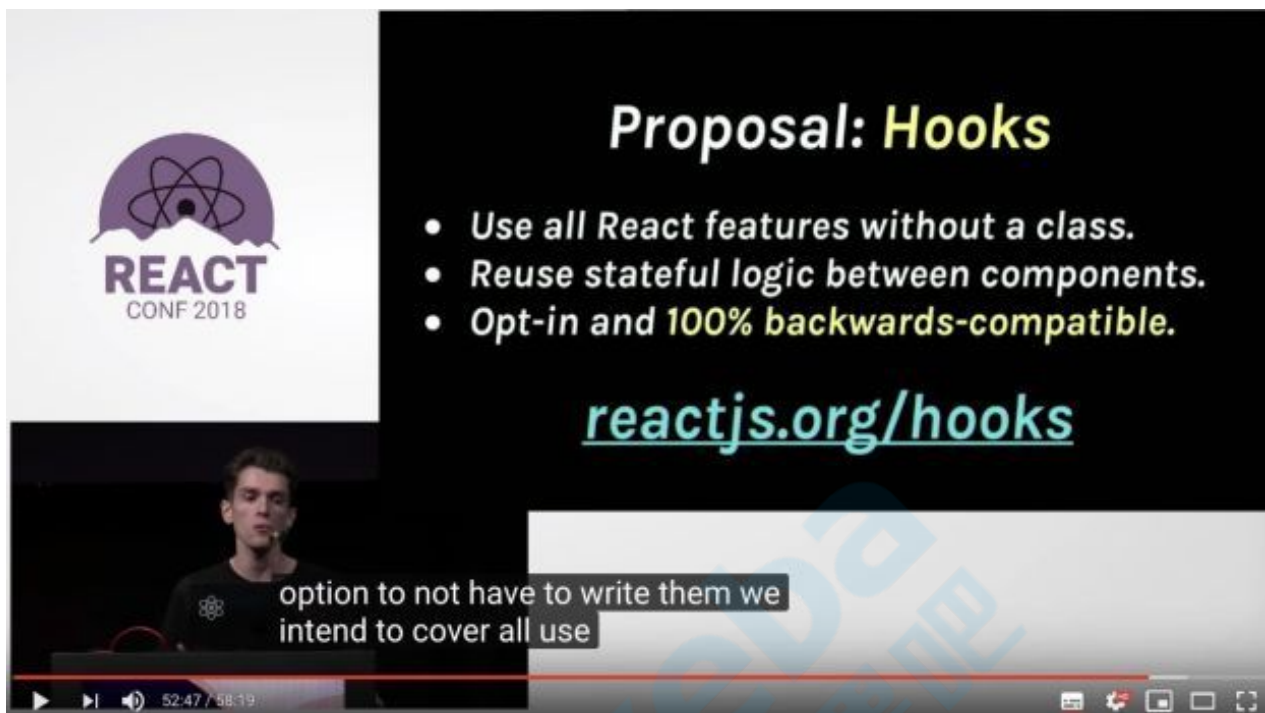 Proposal: Hooks
• Use all React features without a class.
• Reuse stateful logic between components.
• Opt-in and 100% backwards-compatible.
reactjs.org/hooks
REACT
CONF 2018
option to not have to write them we
intend to cover all use
52:47 / 58:19